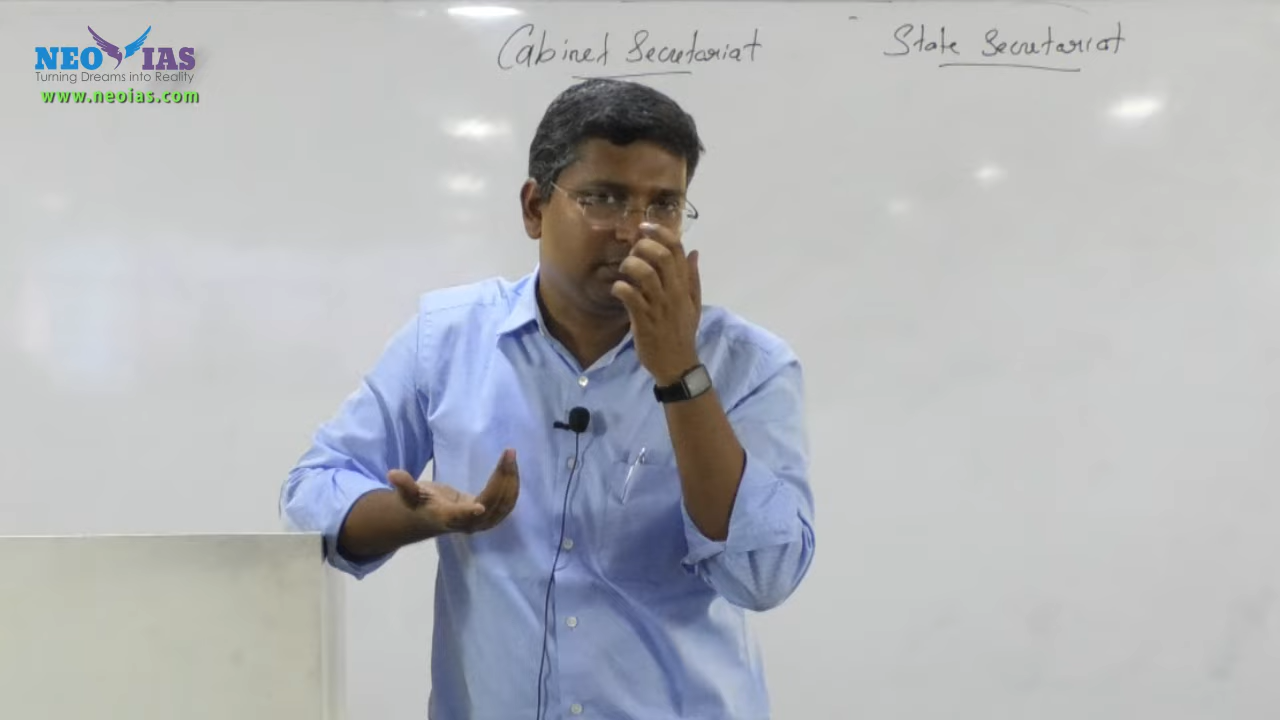 NEO IAS
Turning Dreams into Reality
www.neoias.com
Cabinet Secretariat
State Secretariat